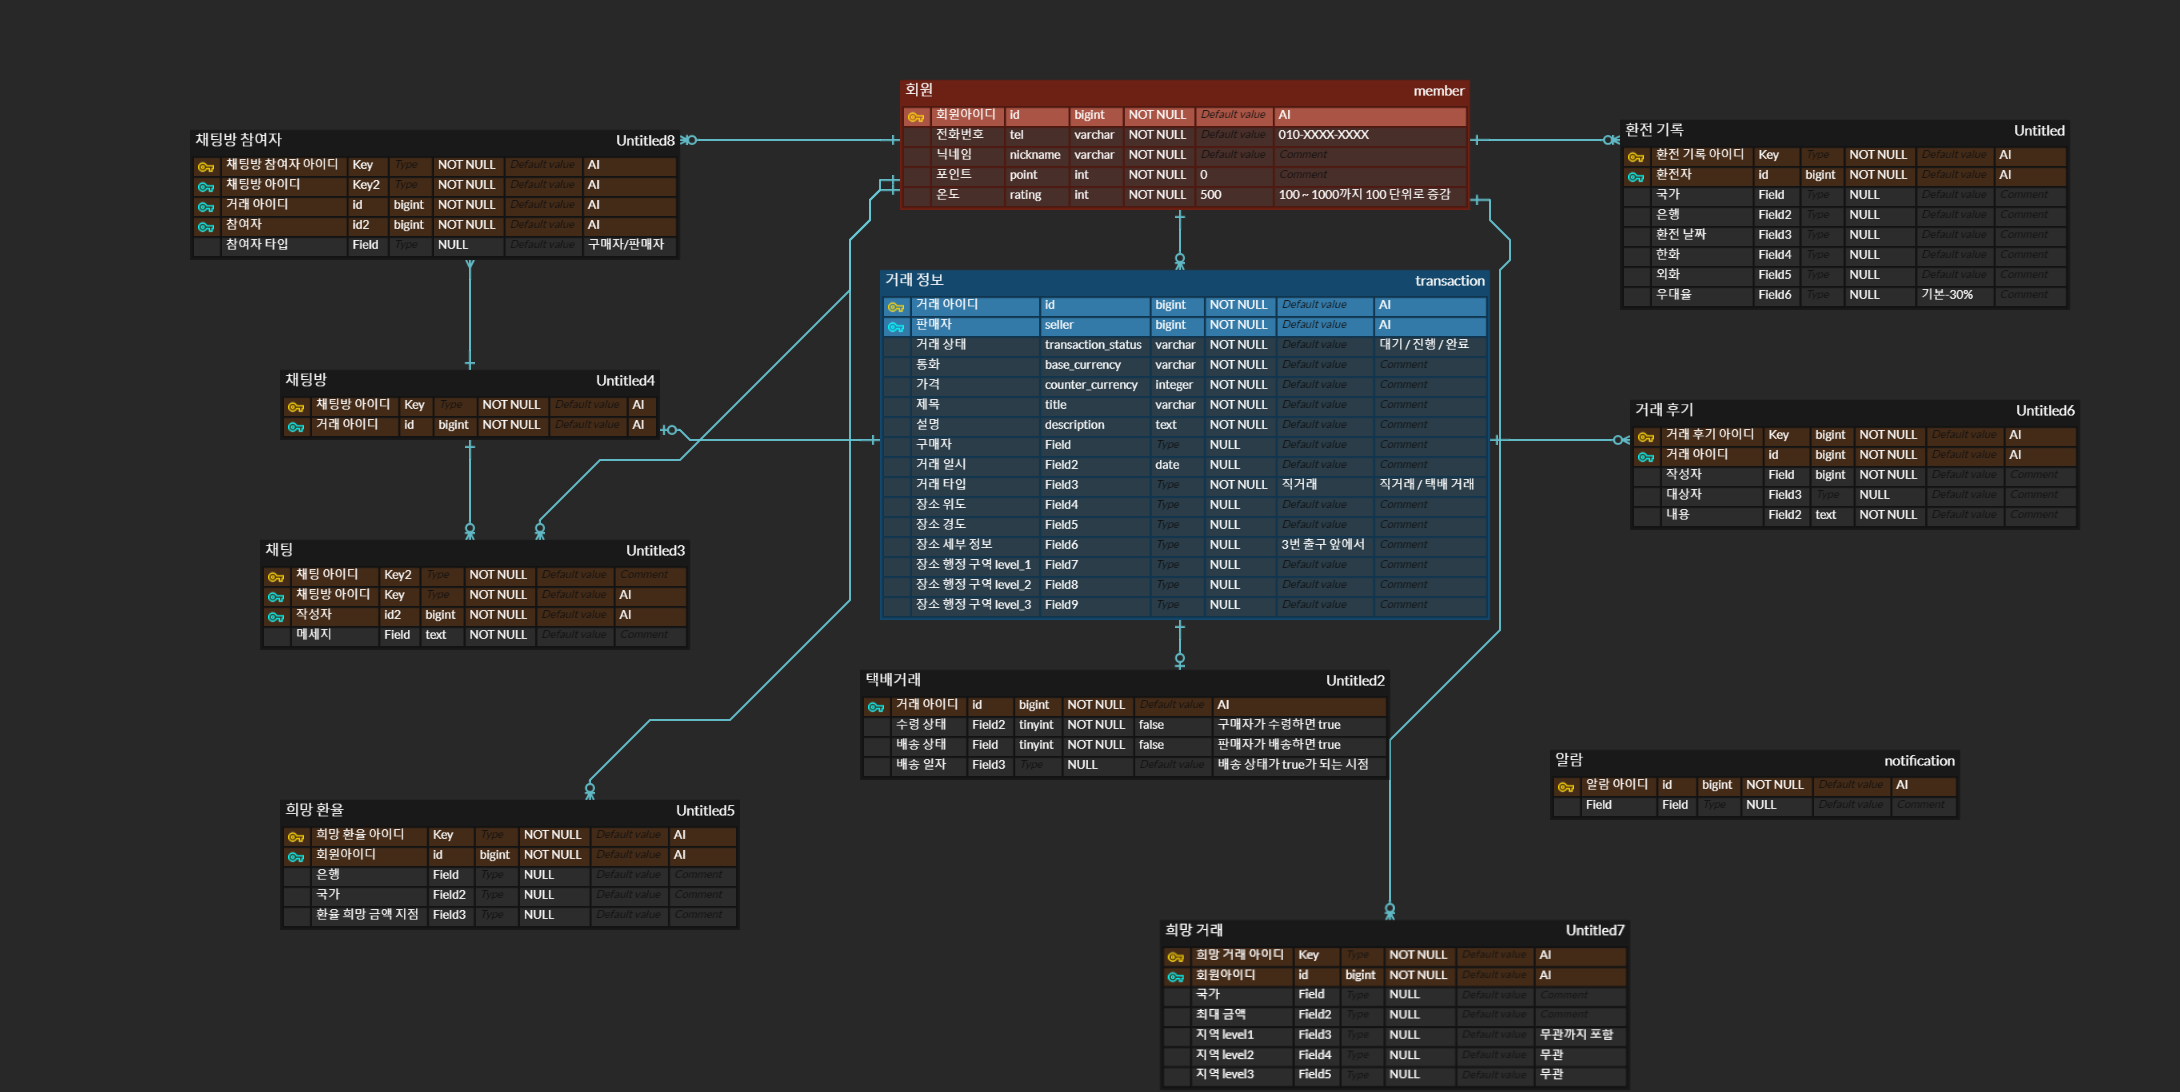 회원 member
회원아이디 id bigint NOT NULL Default value AI
전화번호 tel varchar NOT NULL Default value 010-XXXX-XXXX
닉네임 nickname varchar NOT NULL Default value Comment
포인트 point int NOT NULL 0 Comment
온도 rating int NOT NULL 500 100 ~ 1000까지 100 단위로 증감
채팅방 참여자 Untitled8
채팅방 참여자 아이디 Key Type NOT NULL Default value AI
채팅방 아이디 Key2 Type NOT NULL Default value AI
거래 아이디 id bigint NOT NULL Default value AI
참여자 id2 bigint NOT NULL Default value AI
참여자 타입 Field Type NULL Default value 구매자/판매자
환전 기록 Untitled
환전 기록 아이디 Key Type NOT NULL Default value AI
환전자 id bigint NOT NULL Default value AI
국가 Field Type NULL Default value Comment
은행 Field2 Type NULL Default value Comment
환전 날짜 Field3 Type NULL Default value Comment
한화 Field4 Type NULL Default value Comment
외화 Field5 Type NULL Default value Comment
우대율 Field6 Type NULL 기본-30% Comment
거래 정보 transaction
거래 아이디 id bigint NOT NULL Default value AI
판매자 seller bigint NOT NULL Default value AI
거래 상태 transaction_status varchar NOT NULL Default value 대기 / 진행 / 완료
통화 base_currency varchar NOT NULL Default value Comment
가격 counter_currency integer NOT NULL Default value Comment
제목 title varchar NOT NULL Default value Comment
설명 description text NOT NULL Default value Comment
구매자 Field Type NULL Default value Comment
거래 일시 Field2 date NULL Default value Comment
거래 타입 Field3 Type NOT NULL 직거래 직거래 / 택배 거래
장소 위도 Field4 Type NULL Default value Comment
장소 경도 Field5 Type NULL Default value Comment
장소 세부 정보 Field6 Type NULL 3번 출구 앞에서 Comment
장소 행정 구역 level_1 Field7 Type NULL Default value Comment
장소 행정 구역 level_2 Field8 Type NULL Default value Comment
장소 행정 구역 level_3 Field9 Type NULL Default value Comment
채팅방 Untitled4
채팅방 아이디 Key Type NOT NULL Default value AI
거래 아이디 id bigint NOT NULL Default value AI
거래 후기 Untitled6
거래 후기 아이디 Key bigint NOT NULL Default value AI
거래 아이디 id bigint NOT NULL Default value AI
작성자 Field bigint NOT NULL Default value Comment
대상자 Field3 Type NULL Default value Comment
내용 Field2 text NOT NULL Default value Comment
채팅 Untitled3
채팅 아이디 Key2 Type NOT NULL Default value Comment
채팅방 아이디 Key Type NOT NULL Default value AI
작성자 id2 bigint NOT NULL Default value AI
메세지 Field text NOT NULL Default value Comment
택배거래 Untitled2
거래 아이디 id bigint NOT NULL Default value AI
수령 상태 Field2 tinyint NOT NULL false 구매자가 수령하면 true
배송 상태 Field tinyint NOT NULL false 판매자가 배송하면 true
배송 일자 Field3 Type NULL Default value 배송 상태가 true가 되는 시점
알람 notification
알람 아이디 id bigint NOT NULL Default value AI
Field Field Type NULL Default value Comment
희망 환율 Untitled5
희망 환율 아이디 Key Type NOT NULL Default value AI
회원아이디 id bigint NOT NULL Default value AI
은행 Field Type NULL Default value Comment
국가 Field2 Type NULL Default value Comment
환율 희망 금액 지점 Field3 Type NULL Default value Comment
희망 거래 Untitled7
희망 거래 아이디 Key Type NOT NULL Default value AI
회원아이디 id bigint NOT NULL Default value AI
국가 Field Type NULL Default value Comment
최대 금액 Field2 Type NULL Default value Comment
지역 level1 Field3 Type NULL Default value 무관까지 포함
지역 level2 Field4 Type NULL Default value 무관
지역 level3 Field5 Type NULL Default value 무관